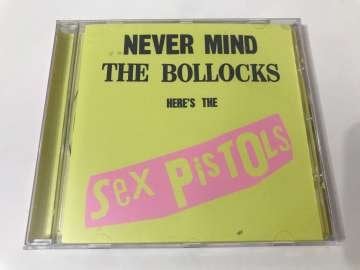 NEVER MIND
THE BOLLOCKS
HERE'S THE
Sex PiSTOLS